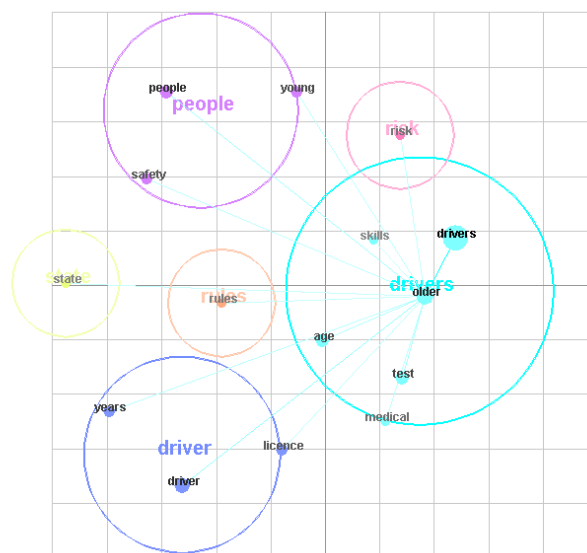 people
young
people
risk
risk
safety
skills
drivers
state
state
drivers
older
rules
rules
age
test
years
medical
driver
licence
driver